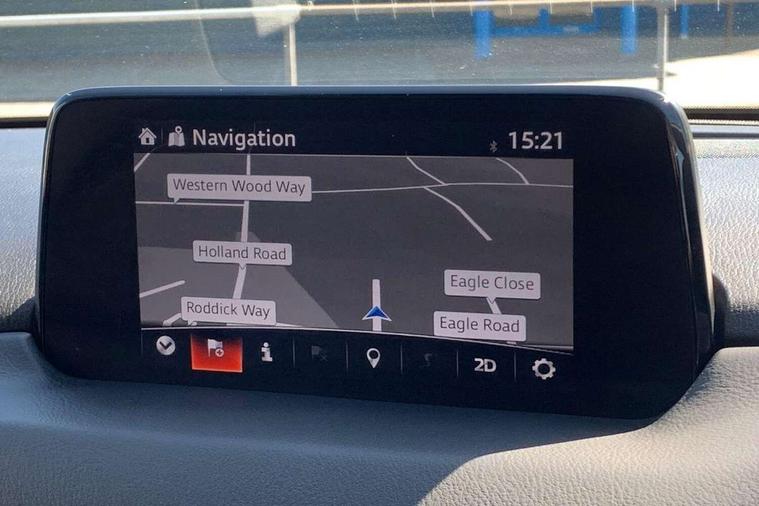 Navigation
15:21
Western Wood Way
Holland Road
Eagle Close
Roddick Way
Eagle Road
2D